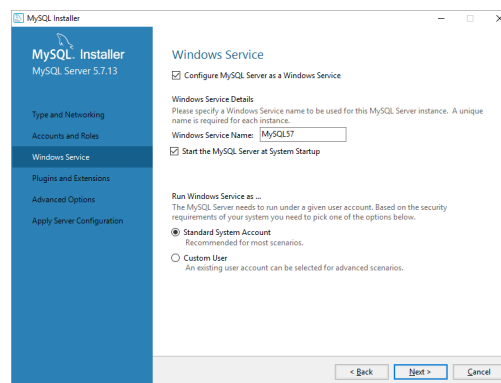 MySQL Installer
MySQL. Installer
MySQL Server 5.7.13
Type and Networking
Accounts and Roles
Windows Service
Plugins and Extensions
Advanced Options
Apply Server Configuration
Windows Service
Configure MySQL Server as a Windows Service
Windows Service Details
Please specify a Windows Service name to be used for this MySQL Server instance. A unique
name is required for each instance.
Windows Service Name: MySQL57
Start the MySQL Server at System Startup
Run Windows Service as ...
The MySQL Server needs to run under a given user account. Based on the security
requirements of your system you need to pick one of the options below.
Standard System Account
Recommended for most scenarios.
Custom User
An existing user account can be selected for advanced scenarios.
< Back Next > Cancel